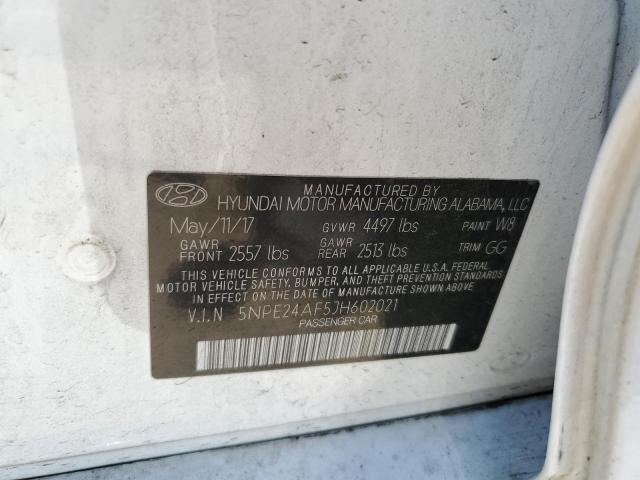 MANUFACTURED BY
HYUNDAI MOTOR MANUFACTURING ALABAMA, LLC
May/11/17 GVWR 4497 lbs PAINT W8
GAWR FRONT 2557 lbs GAWR REAR 2513 lbs TRIM GG
THIS VEHICLE CONFORMS TO ALL APPLICABLE U.S.A FEDERAL
MOTOR VEHICLE SAFETY, BUMPER, AND THEFT PREVENTION STANDARDS
IN EFFECT ON THE DATE OF MANUFACTURE SHOWN ABOVE.
V.I.N 5NPE24AF5JH602021
PASSENGER CAR